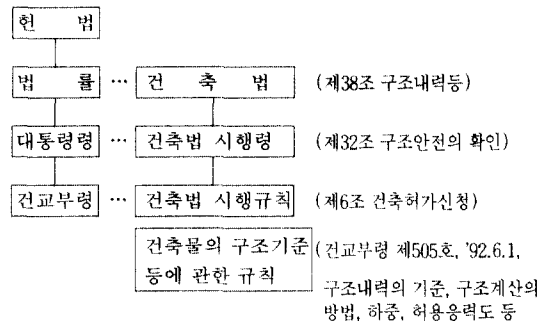 헌 법
법 률 … 건 축 법 (제38조 구조내력등)
대통령령 … 건축법 시행령 (제32조 구조안전의 확인)
건교부령 … 건축법 시행규칙 (제6조 건축허가신청)
건축물의 구조기준 (건교부령 제505호, '92.6.1,
등에 관한 규칙 구조내력의 기준, 구조계산의
방법, 하중, 허용응력도 등